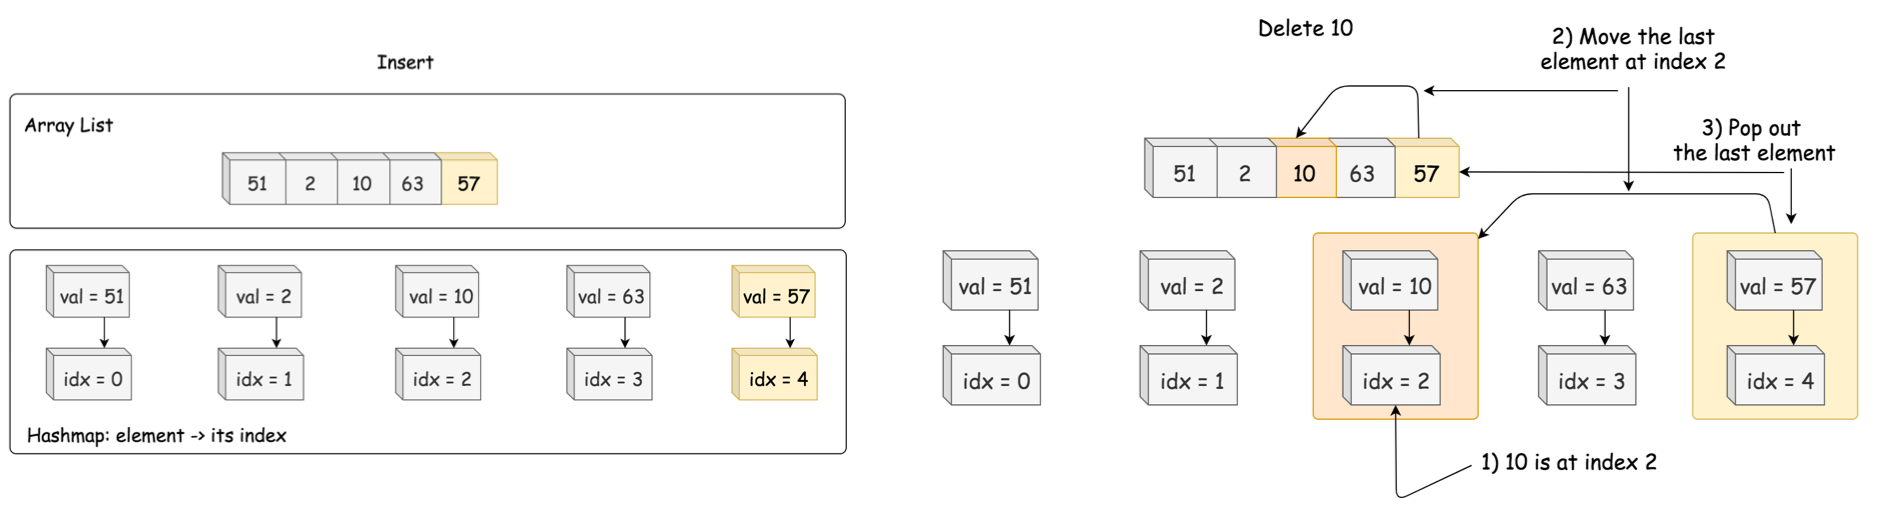 Insert
Array List
51 2 10 63 57
val = 51 val = 2 val = 10 val = 63 val = 57
idx = 0 idx = 1 idx = 2 idx = 3 idx = 4
Hashmap: element -> its index
Delete 10
2) Move the last
element at index 2
3) Pop out
the last element
51 2 10 63 57
val = 51 val = 2 val = 10 val = 63 val = 57
idx = 0 idx = 1 idx = 2 idx = 3 idx = 4
1) 10 is at index 2